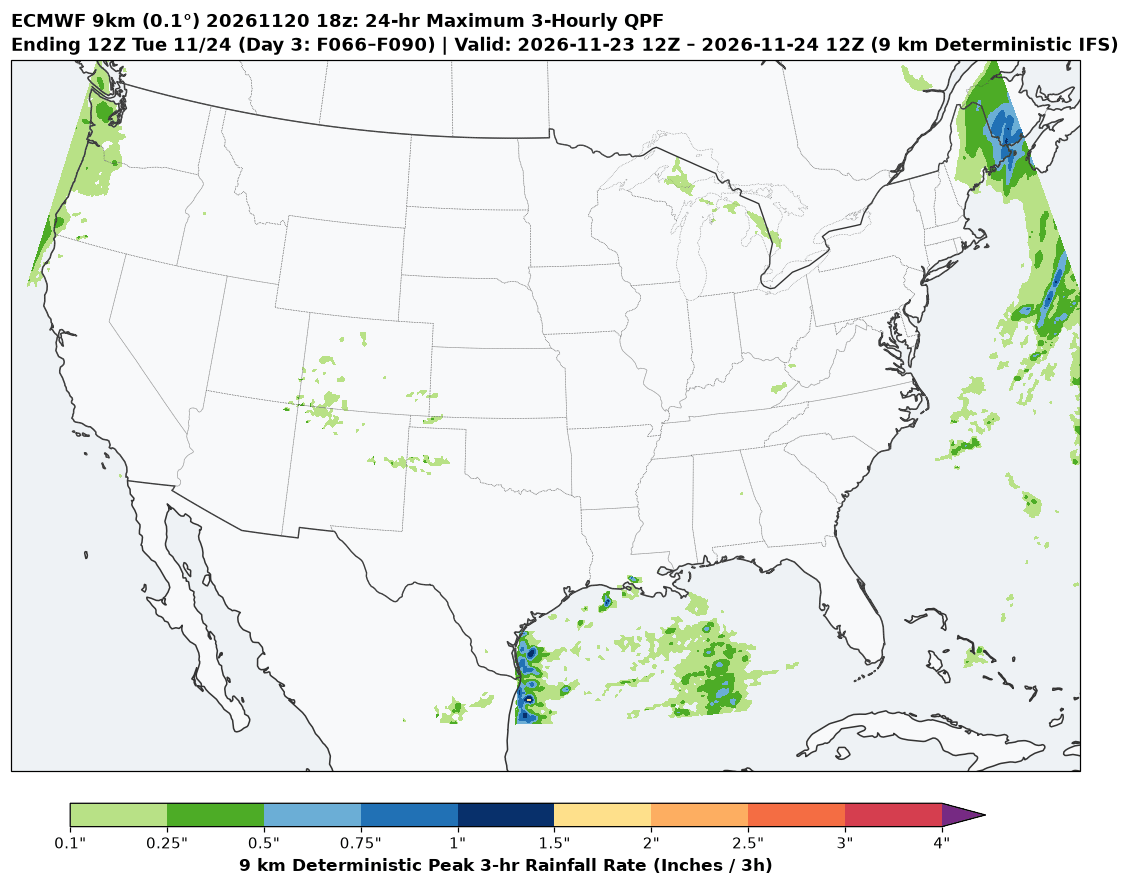 ECMWF 9km (0.1°) 20261120 18z: 24-hr Maximum 3-Hourly QPF
Ending 12Z Tue 11/24 (Day 3: F066–F090) | Valid: 2026-11-23 12Z – 2026-11-24 12Z (9 km Deterministic IFS)
0.1" 0.25" 0.5" 0.75" 1" 1.5" 2" 2.5" 3" 4"
9 km Deterministic Peak 3-hr Rainfall Rate (Inches / 3h)